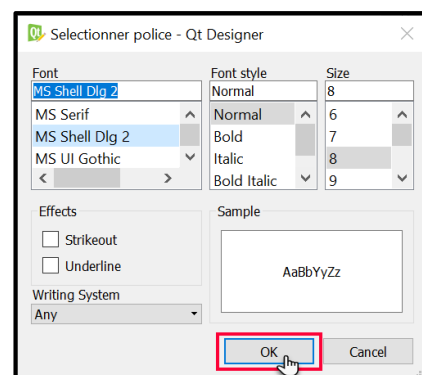 Selectionner police - Qt Designer
Font Font style Size
MS Shell Dlg 2 Normal 8
MS Serif Normal 6
MS Shell Dlg 2 Bold 7
MS UI Gothic Italic 8
Bold Italic 9
Effects Sample
Strikeout
Underline
AaBbYyZz
Writing System
Any
OK Cancel